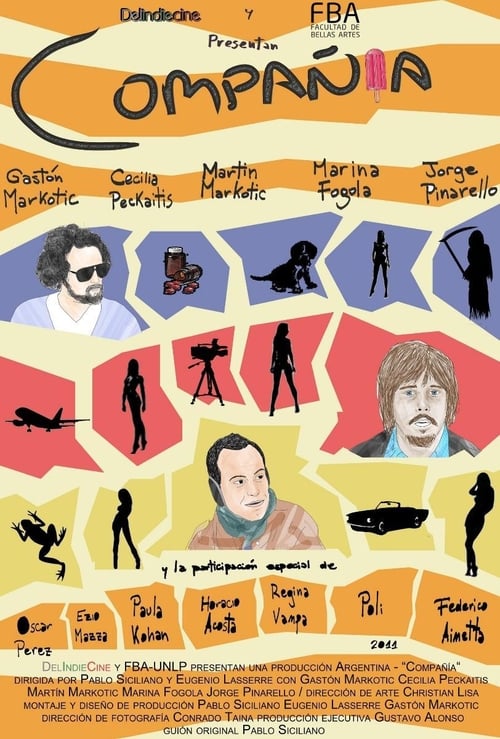 DelIndiecine Y FBA
FACULTAD DE
BELLAS ARTES
Presentan
COMPAÑIA
Gastón Markotic
Cecilia Peckaitis
Martin Markotic
Marina Fogola
Jorge Pinarello
y la participación especial de
Oscar Perez
Ezio Mazza
Paula Kohan
Horacio Acosta
Regina Vampa
Poli
Federico Aimetta
2011
DELINDIECINE Y FBA-UNLP PRESENTAN UNA PRODUCCIÓN ARGENTINA - "COMPAÑÍA"
DIRIGIDA POR PABLO SICILIANO Y EUGENIO LASSERRE CON GASTÓN MARKOTIC CECILIA PECKAITIS
MARTÍN MARKOTIC MARINA FOGOLA JORGE PINARELLO / DIRECCIÓN DE ARTE CHRISTIAN LISA
MONTAJE Y DISEÑO DE PRODUCCIÓN PABLO SICILIANO EUGENIO LASSERRE GASTÓN MARKOTIC
DIRECCIÓN DE FOTOGRAFÍA CONRADO TAINA PRODUCCIÓN EJECUTIVA GUSTAVO ALONSO
GUIÓN ORIGINAL PABLO SICILIANO